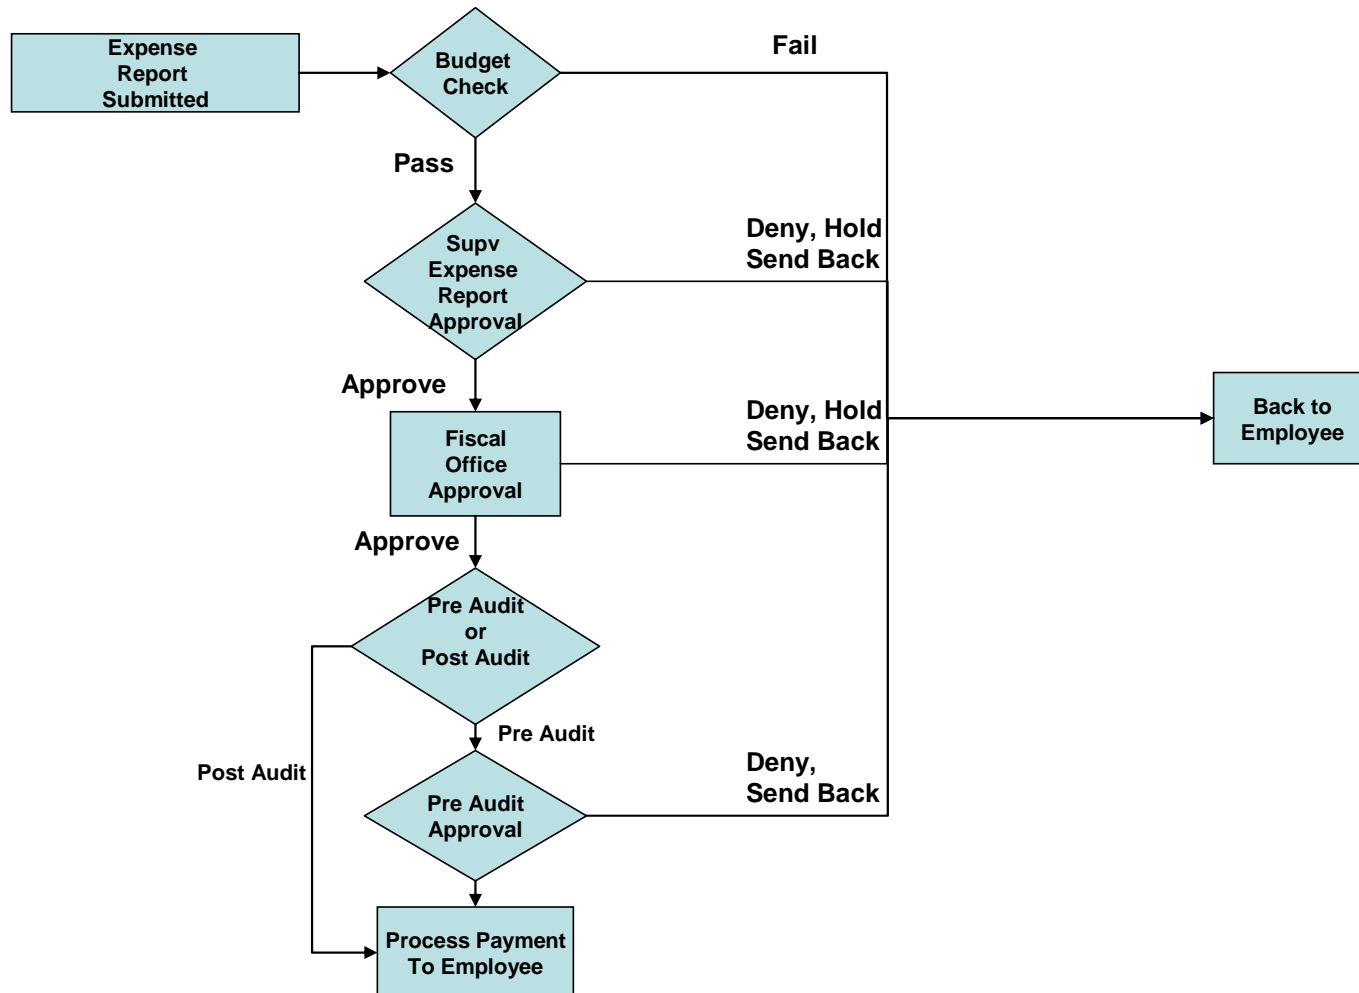 Expense
Report
Submitted
Budget
Check
Fail
Pass
Supv
Expense
Report
Approval
Deny, Hold
Send Back
Approve
Fiscal
Office
Approval
Deny, Hold
Send Back
Back to
Employee
Approve
Pre Audit
or
Post Audit
Pre Audit
Post Audit
Pre Audit
Approval
Deny,
Send Back
Process Payment
To Employee